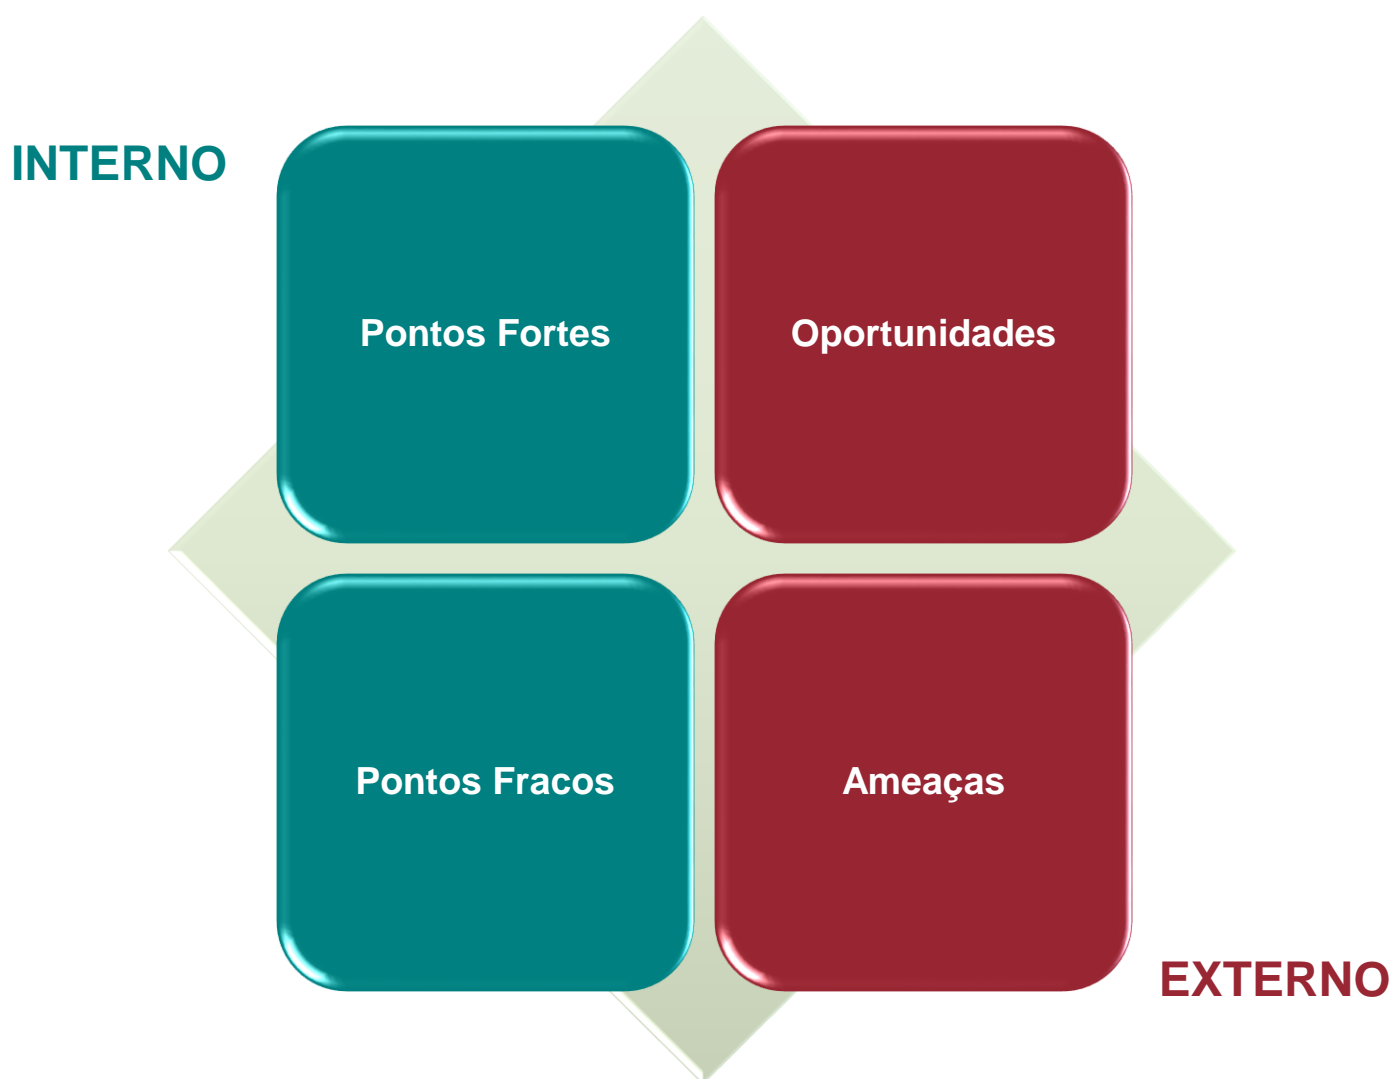 INTERNO
Pontos Fortes
Oportunidades
Pontos Fracos
Ameaças
EXTERNO